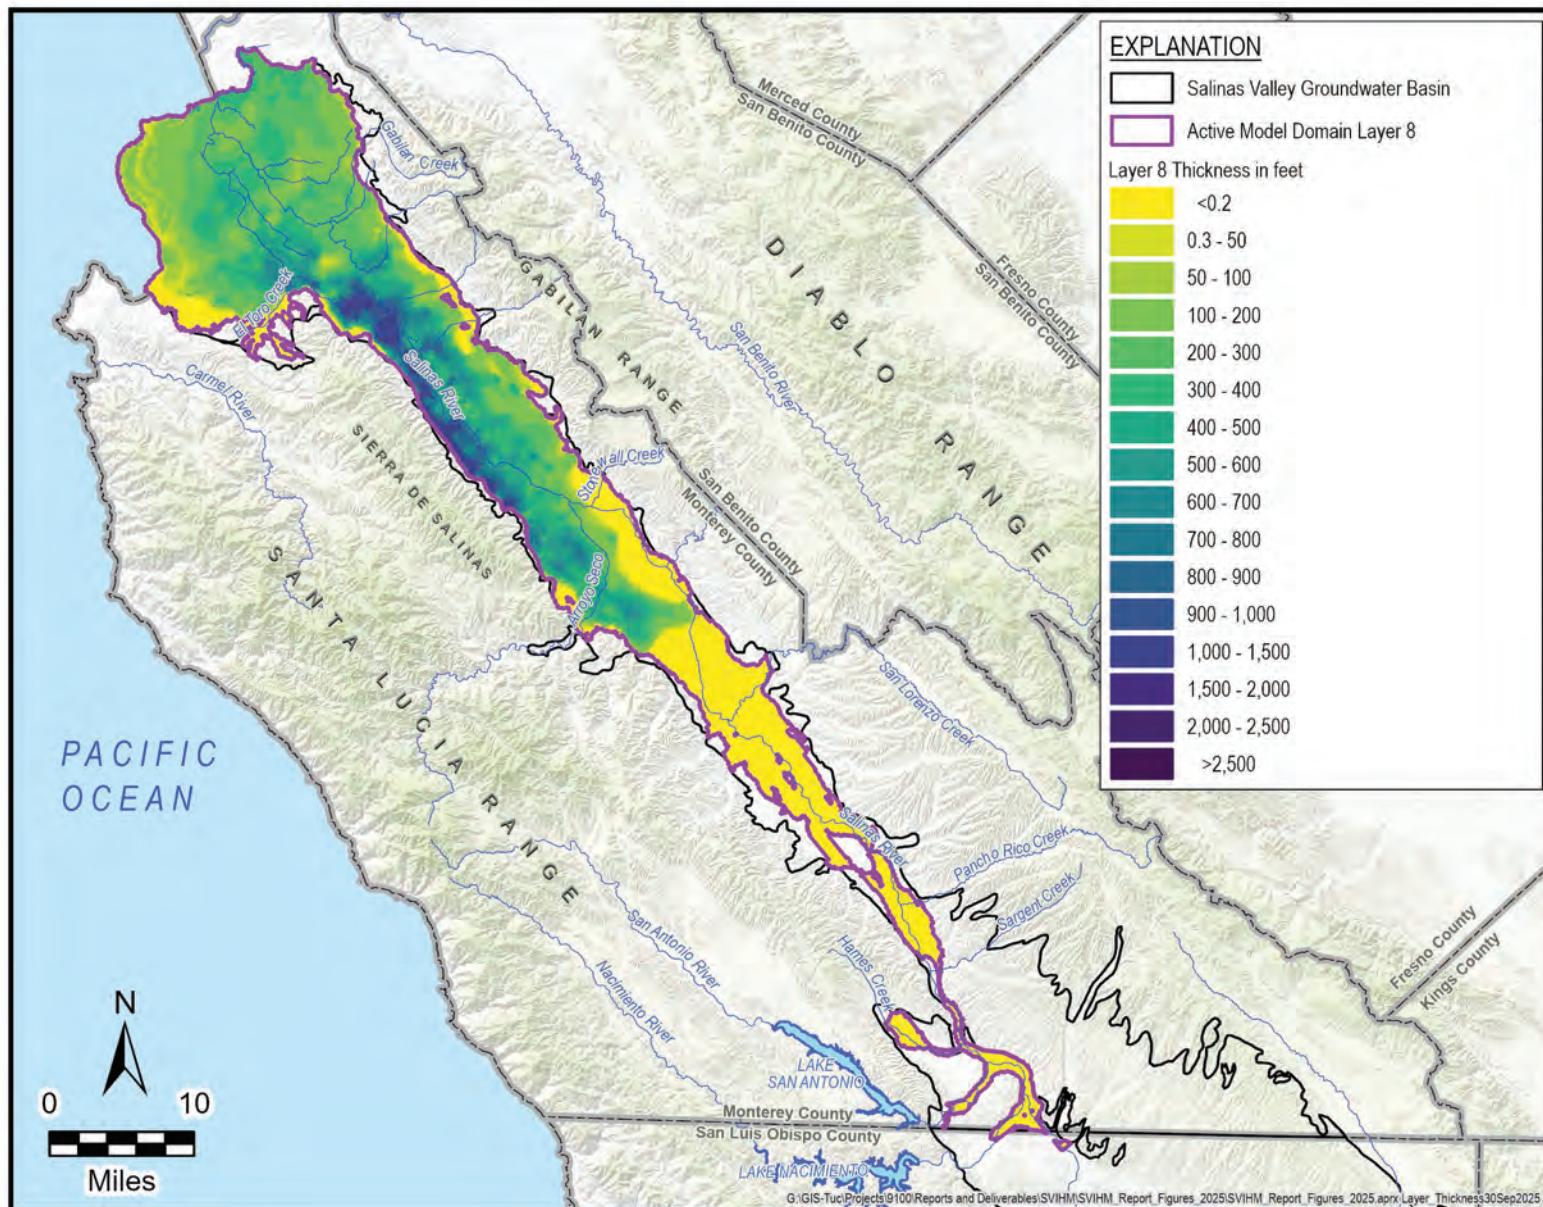 EXPLANATION
Salinas Valley Groundwater Basin
Active Model Domain Layer 8
Layer 8 Thickness in feet
<0.2
0.3 - 50
50 - 100
100 - 200
200 - 300
300 - 400
400 - 500
500 - 600
600 - 700
700 - 800
800 - 900
900 - 1,000
1,000 - 1,500
1,500 - 2,000
2,000 - 2,500
>2,500
Merced County
San Benito County
Fresno County
San Benito County
Gabilan Creek
DIABLO RANGE
GABILAN RANGE
San Benito River
El Toro Creek
Carmel River
Salinas River
SIERRA DE SALINAS
Stonewall Creek
San Benito County
Monterey County
SANTA LUCIA RANGE
Arroyo Seco
San Lorenzo Creek
PACIFIC
OCEAN
Salinas River
Pancho Rico Creek
Sargent Creek
San Antonio River
Nacimiento River
Hames Creek
Fresno County
Kings County
N
0 10
Miles
LAKE
SAN ANTONIO
Monterey County
San Luis Obispo County
LAKE NACIMIENTO
G:\GIS-Tuc\Projects\9100\Reports and Deliverables\SVIHM\SVIHM_Report_Figures_2025\SVIHM_Report_Figures_2025.aprx Layer_Thickness30Sep2025